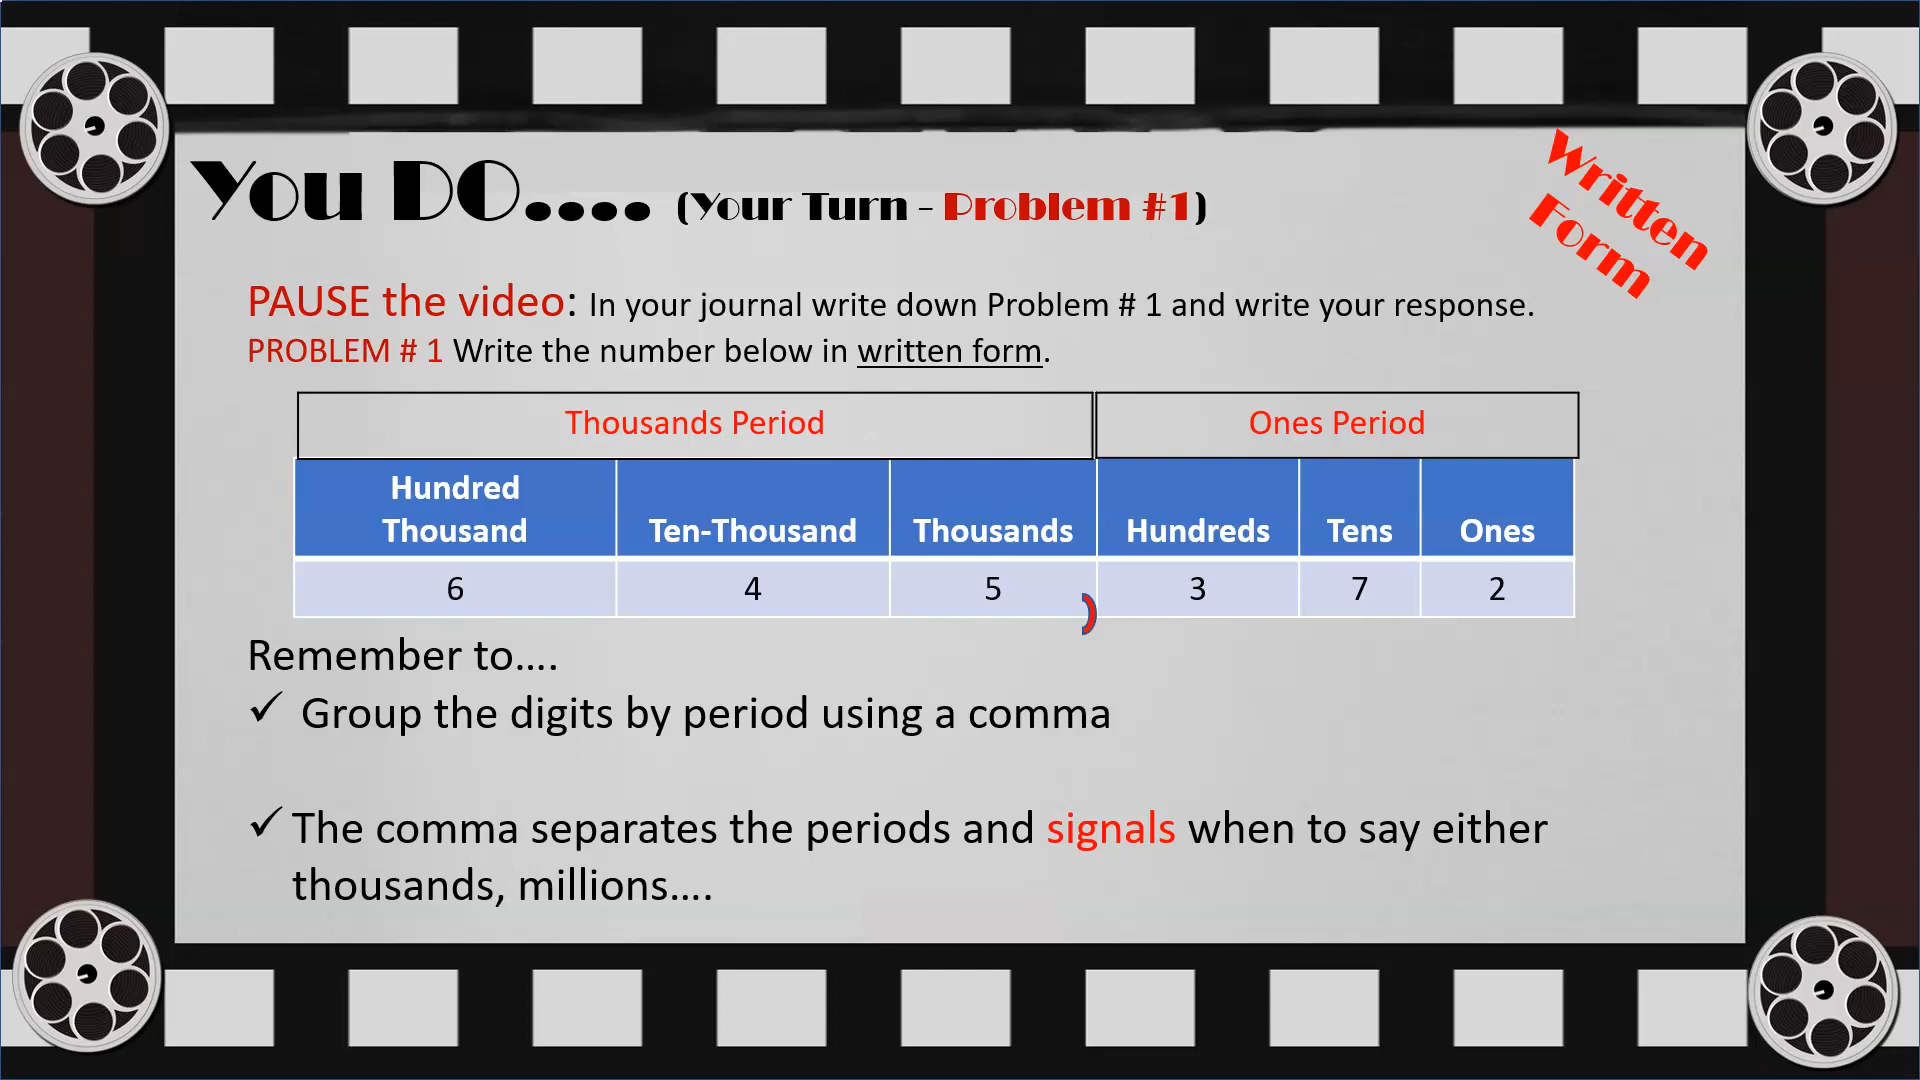 You DO.... (Your Turn - Problem #1)
Written
Form
PAUSE the video: In your journal write down Problem # 1 and write your response.
PROBLEM # 1 Write the number below in written form.
Thousands Period Ones Period
Hundred
Thousand Ten-Thousand Thousands Hundreds Tens Ones
6 4 5 , 3 7 2
Remember to....
✓ Group the digits by period using a comma
✓ The comma separates the periods and signals when to say either
thousands, millions....